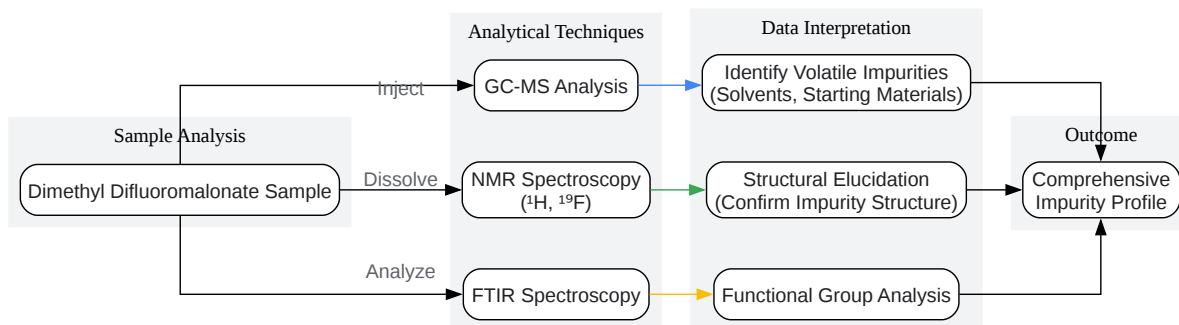 Analytical Techniques
Data Interpretation
Inject
GC-MS Analysis
Identify Volatile Impurities
(Solvents, Starting Materials)
Sample Analysis
Outcome
Dimethyl Difluoromalonate Sample
Dissolve
NMR Spectroscopy
(¹H, ¹⁹F)
Structural Elucidation
(Confirm Impurity Structure)
Comprehensive
Impurity Profile
Analyze
FTIR Spectroscopy
Functional Group Analysis